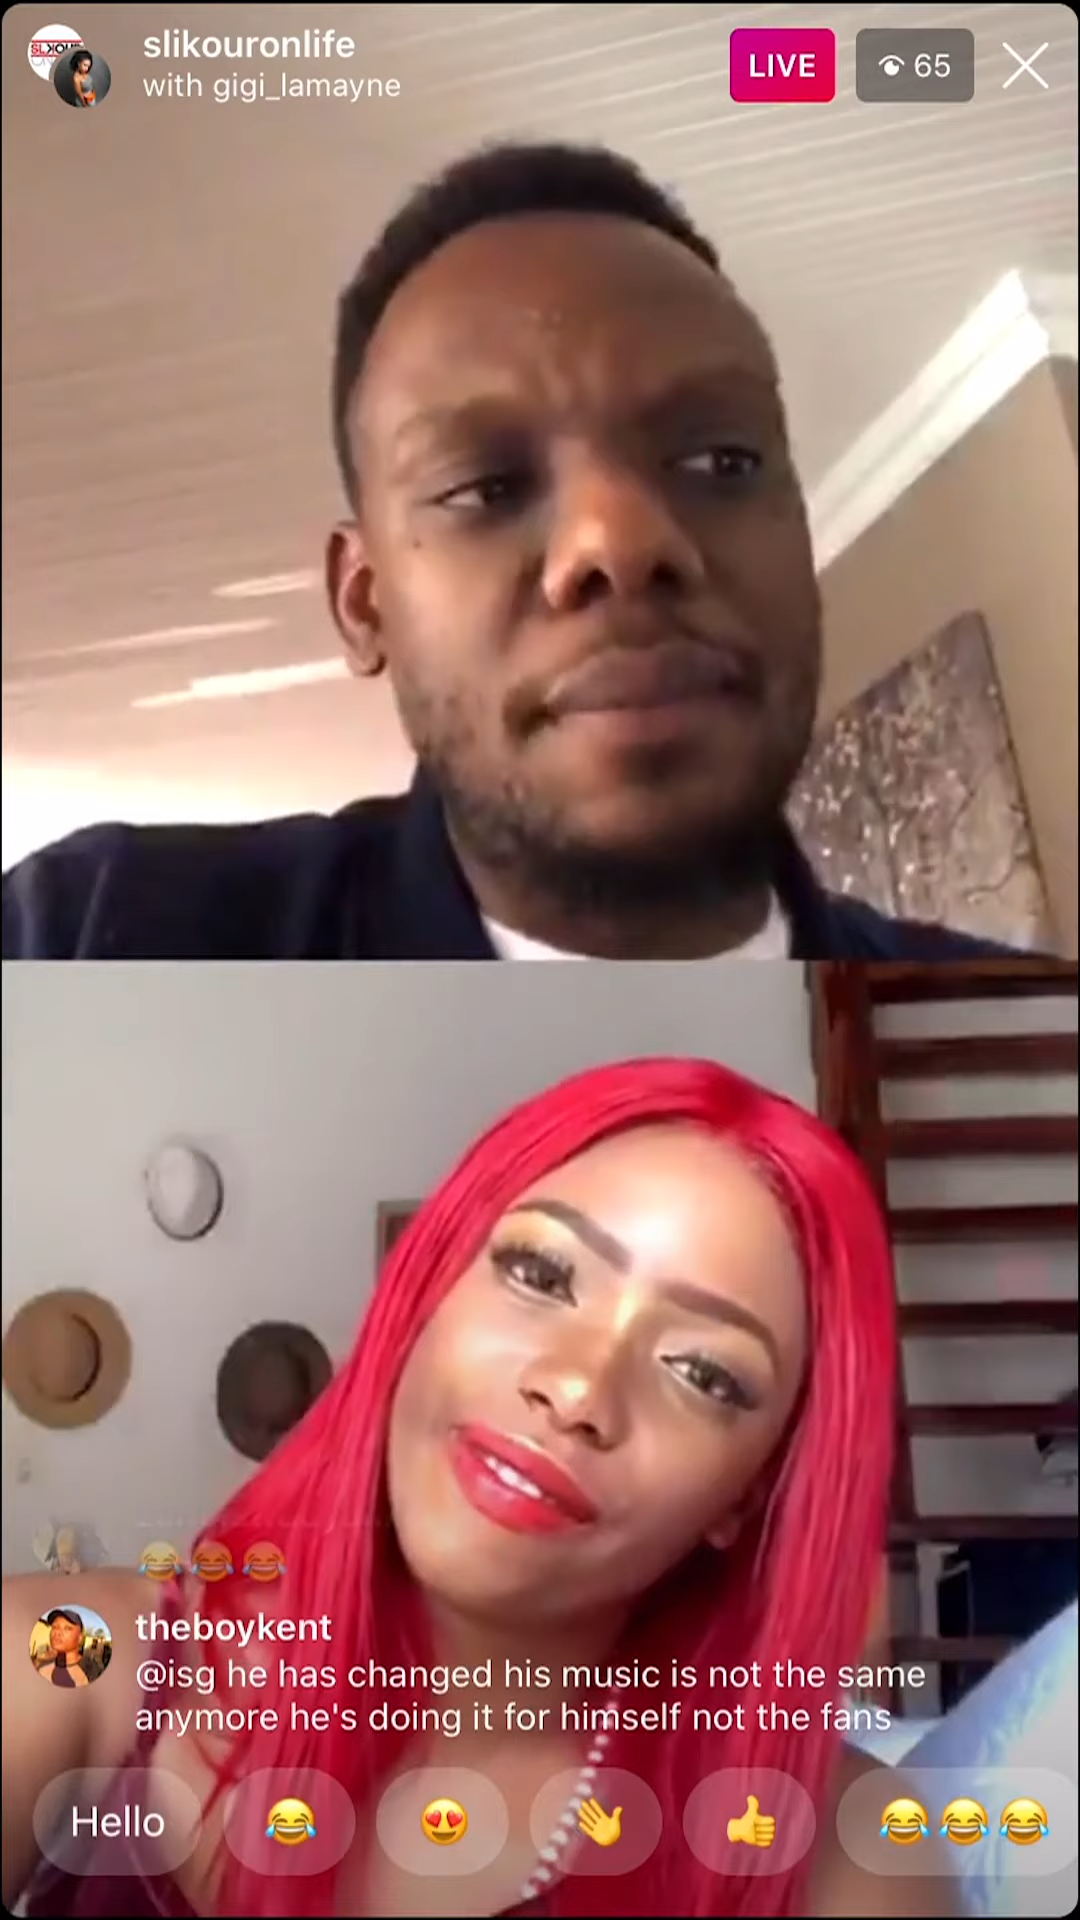 slikouronlife
with gigi_lamayne
LIVE
65
theboykent
@isg he has changed his music is not the same
anymore he's doing it for himself not the fans
Hello